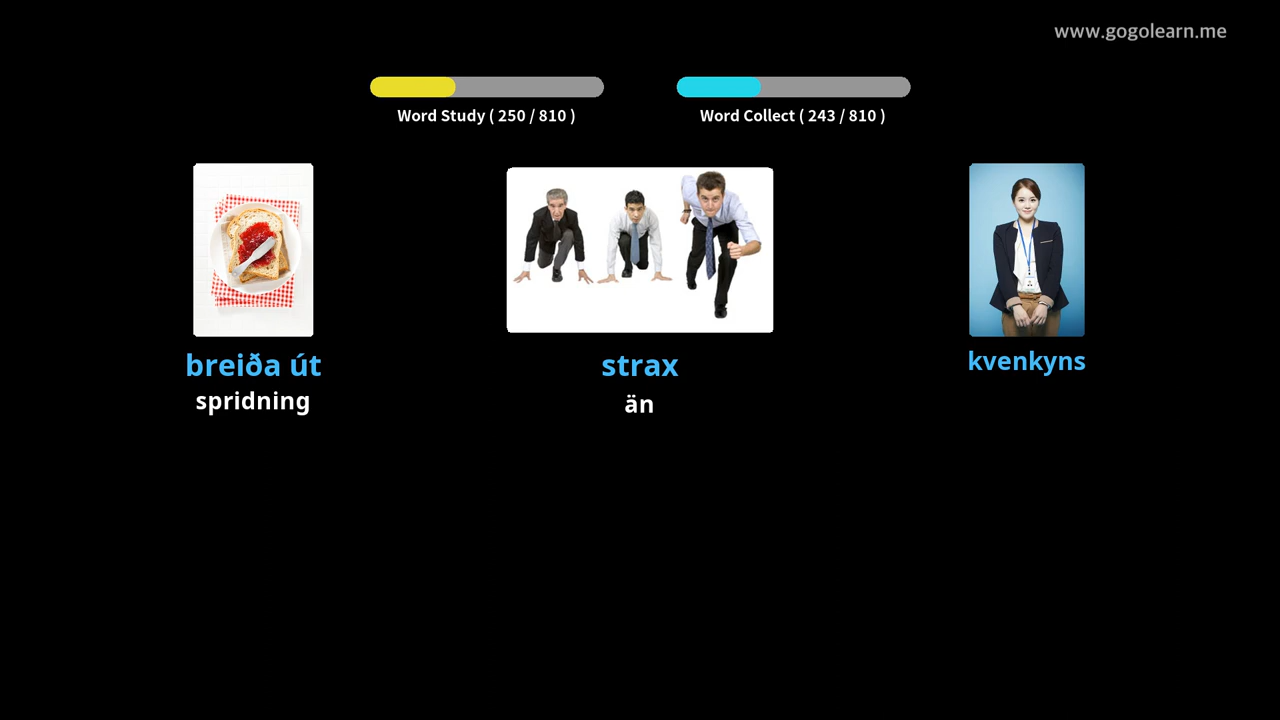 www.gogolearn.me
Word Study ( 250 / 810 )
Word Collect ( 243 / 810 )
breiða út
spridning
strax
än
kvenkyns